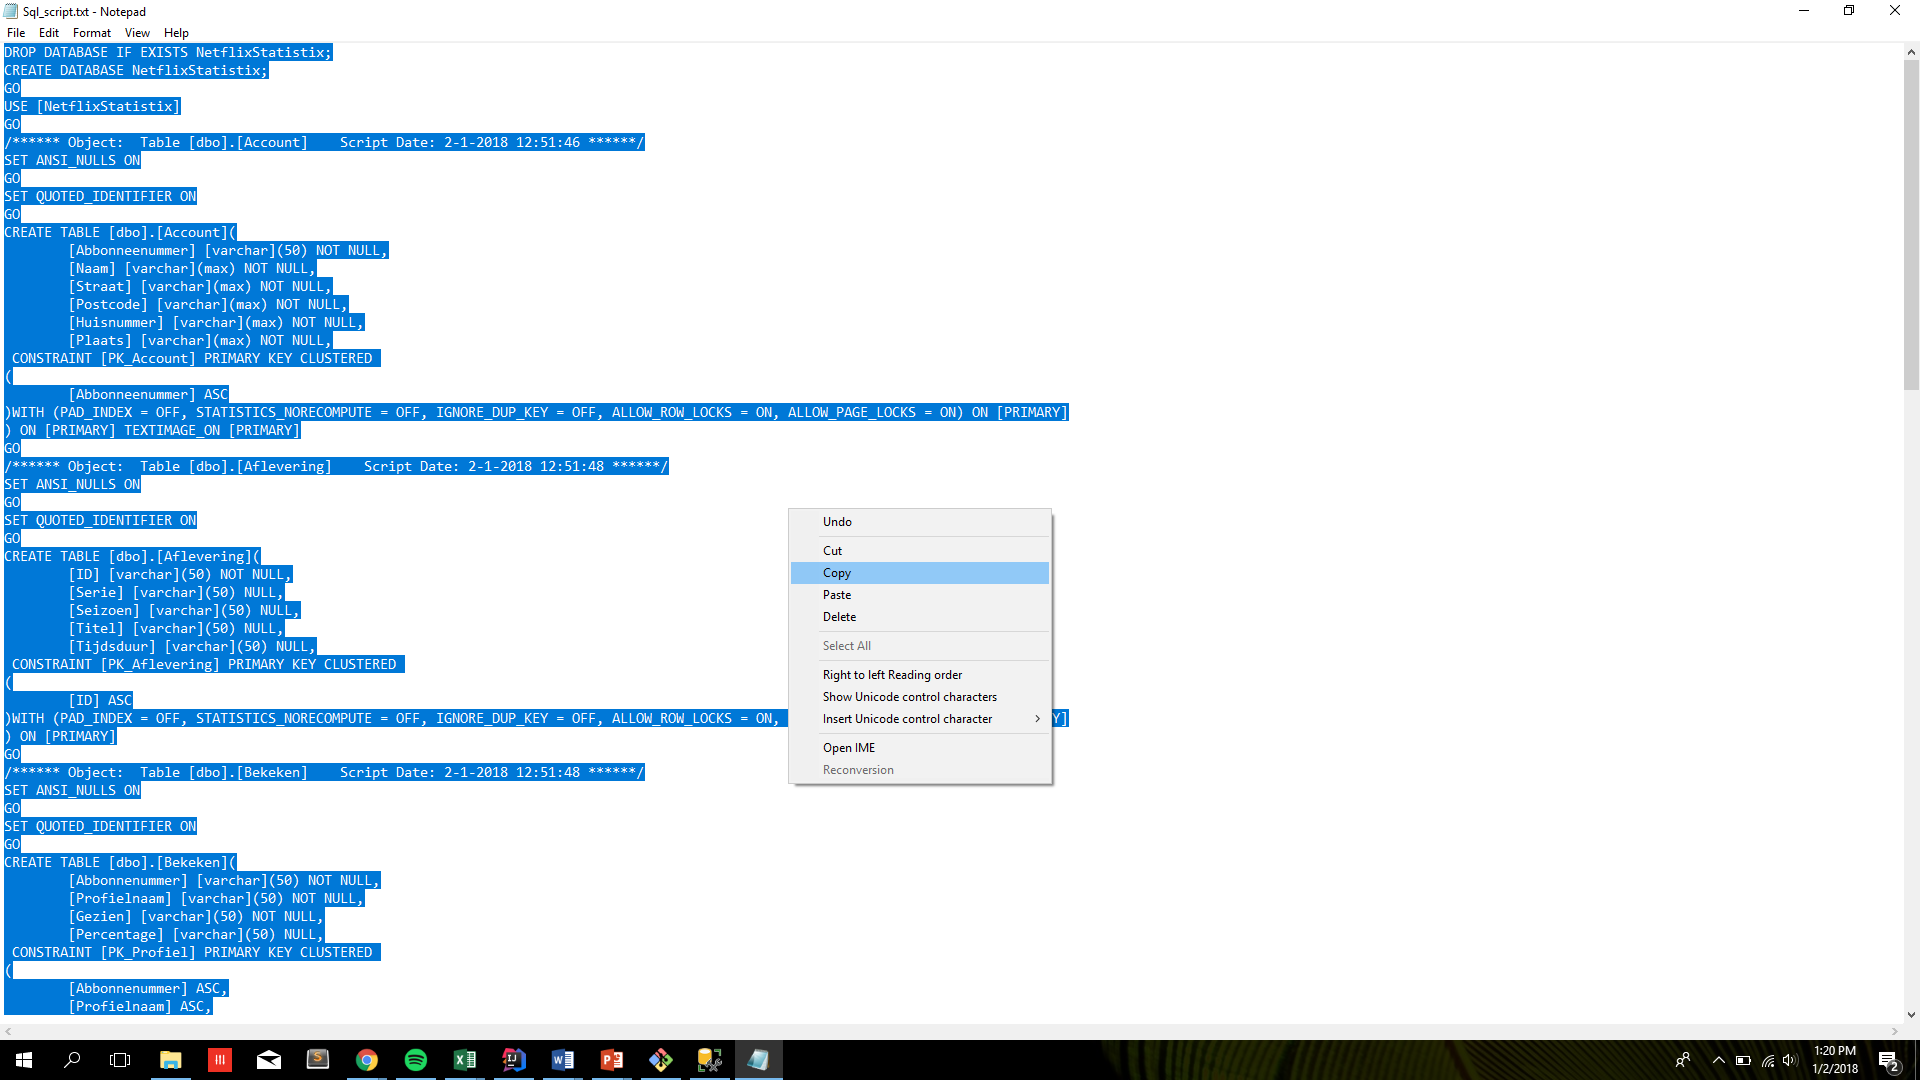 Sql_script.txt - Notepad
File Edit Format View Help
DROP DATABASE IF EXISTS NetflixStatistix;
CREATE DATABASE NetflixStatistix;
GO
USE [NetflixStatistix]
GO
/****** Object:  Table [dbo].[Account]    Script Date: 2-1-2018 12:51:46 ******/
SET ANSI_NULLS ON
GO
SET QUOTED_IDENTIFIER ON
GO
CREATE TABLE [dbo].[Account](
[Abbonneenummer] [varchar](50) NOT NULL,
[Naam] [varchar](max) NOT NULL,
[Straat] [varchar](max) NOT NULL,
[Postcode] [varchar](max) NOT NULL,
[Huisnummer] [varchar](max) NOT NULL,
[Plaats] [varchar](max) NOT NULL,
CONSTRAINT [PK_Account] PRIMARY KEY CLUSTERED
(
[Abbonneenummer] ASC
)WITH (PAD_INDEX = OFF, STATISTICS_NORECOMPUTE = OFF, IGNORE_DUP_KEY = OFF, ALLOW_ROW_LOCKS = ON, ALLOW_PAGE_LOCKS = ON) ON [PRIMARY]
) ON [PRIMARY] TEXTIMAGE_ON [PRIMARY]
GO
/****** Object:  Table [dbo].[Aflevering]    Script Date: 2-1-2018 12:51:48 ******/
SET ANSI_NULLS ON
GO
SET QUOTED_IDENTIFIER ON
GO
CREATE TABLE [dbo].[Aflevering](
[ID] [varchar](50) NOT NULL,
[Serie] [varchar](50) NULL,
[Seizoen] [varchar](50) NULL,
[Titel] [varchar](50) NULL,
[Tijdsduur] [varchar](50) NULL,
CONSTRAINT [PK_Aflevering] PRIMARY KEY CLUSTERED
(
[ID] ASC
)WITH (PAD_INDEX = OFF, STATISTICS_NORECOMPUTE = OFF, IGNORE_DUP_KEY = OFF, ALLOW_ROW_LOCKS = ON, Y]
) ON [PRIMARY]
GO
/****** Object:  Table [dbo].[Bekeken]    Script Date: 2-1-2018 12:51:48 ******/
SET ANSI_NULLS ON
GO
SET QUOTED_IDENTIFIER ON
GO
CREATE TABLE [dbo].[Bekeken](
[Abbonnenummer] [varchar](50) NOT NULL,
[Profielnaam] [varchar](50) NOT NULL,
[Gezien] [varchar](50) NOT NULL,
[Percentage] [varchar](50) NULL,
CONSTRAINT [PK_Profiel] PRIMARY KEY CLUSTERED
(
[Abbonnenummer] ASC,
[Profielnaam] ASC,
Undo
Cut
Copy
Paste
Delete
Select All
Right to left Reading order
Show Unicode control characters
Insert Unicode control character
Open IME
Reconversion
1:20 PM
1/2/2018
2